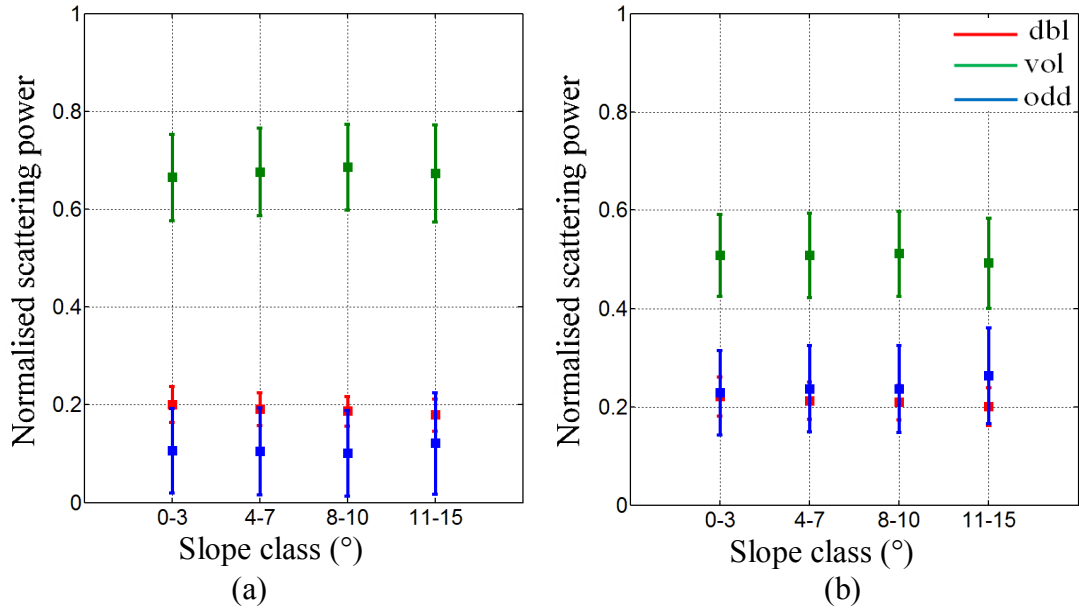 Normalised scattering power
1
0.8
0.6
0.4
0.2
0
0-3 4-7 8-10 11-15
Slope class (°)
(a)
Normalised scattering power
1
0.8
0.6
0.4
0.2
0
dbl
vol
odd
0-3 4-7 8-10 11-15
Slope class (°)
(b)